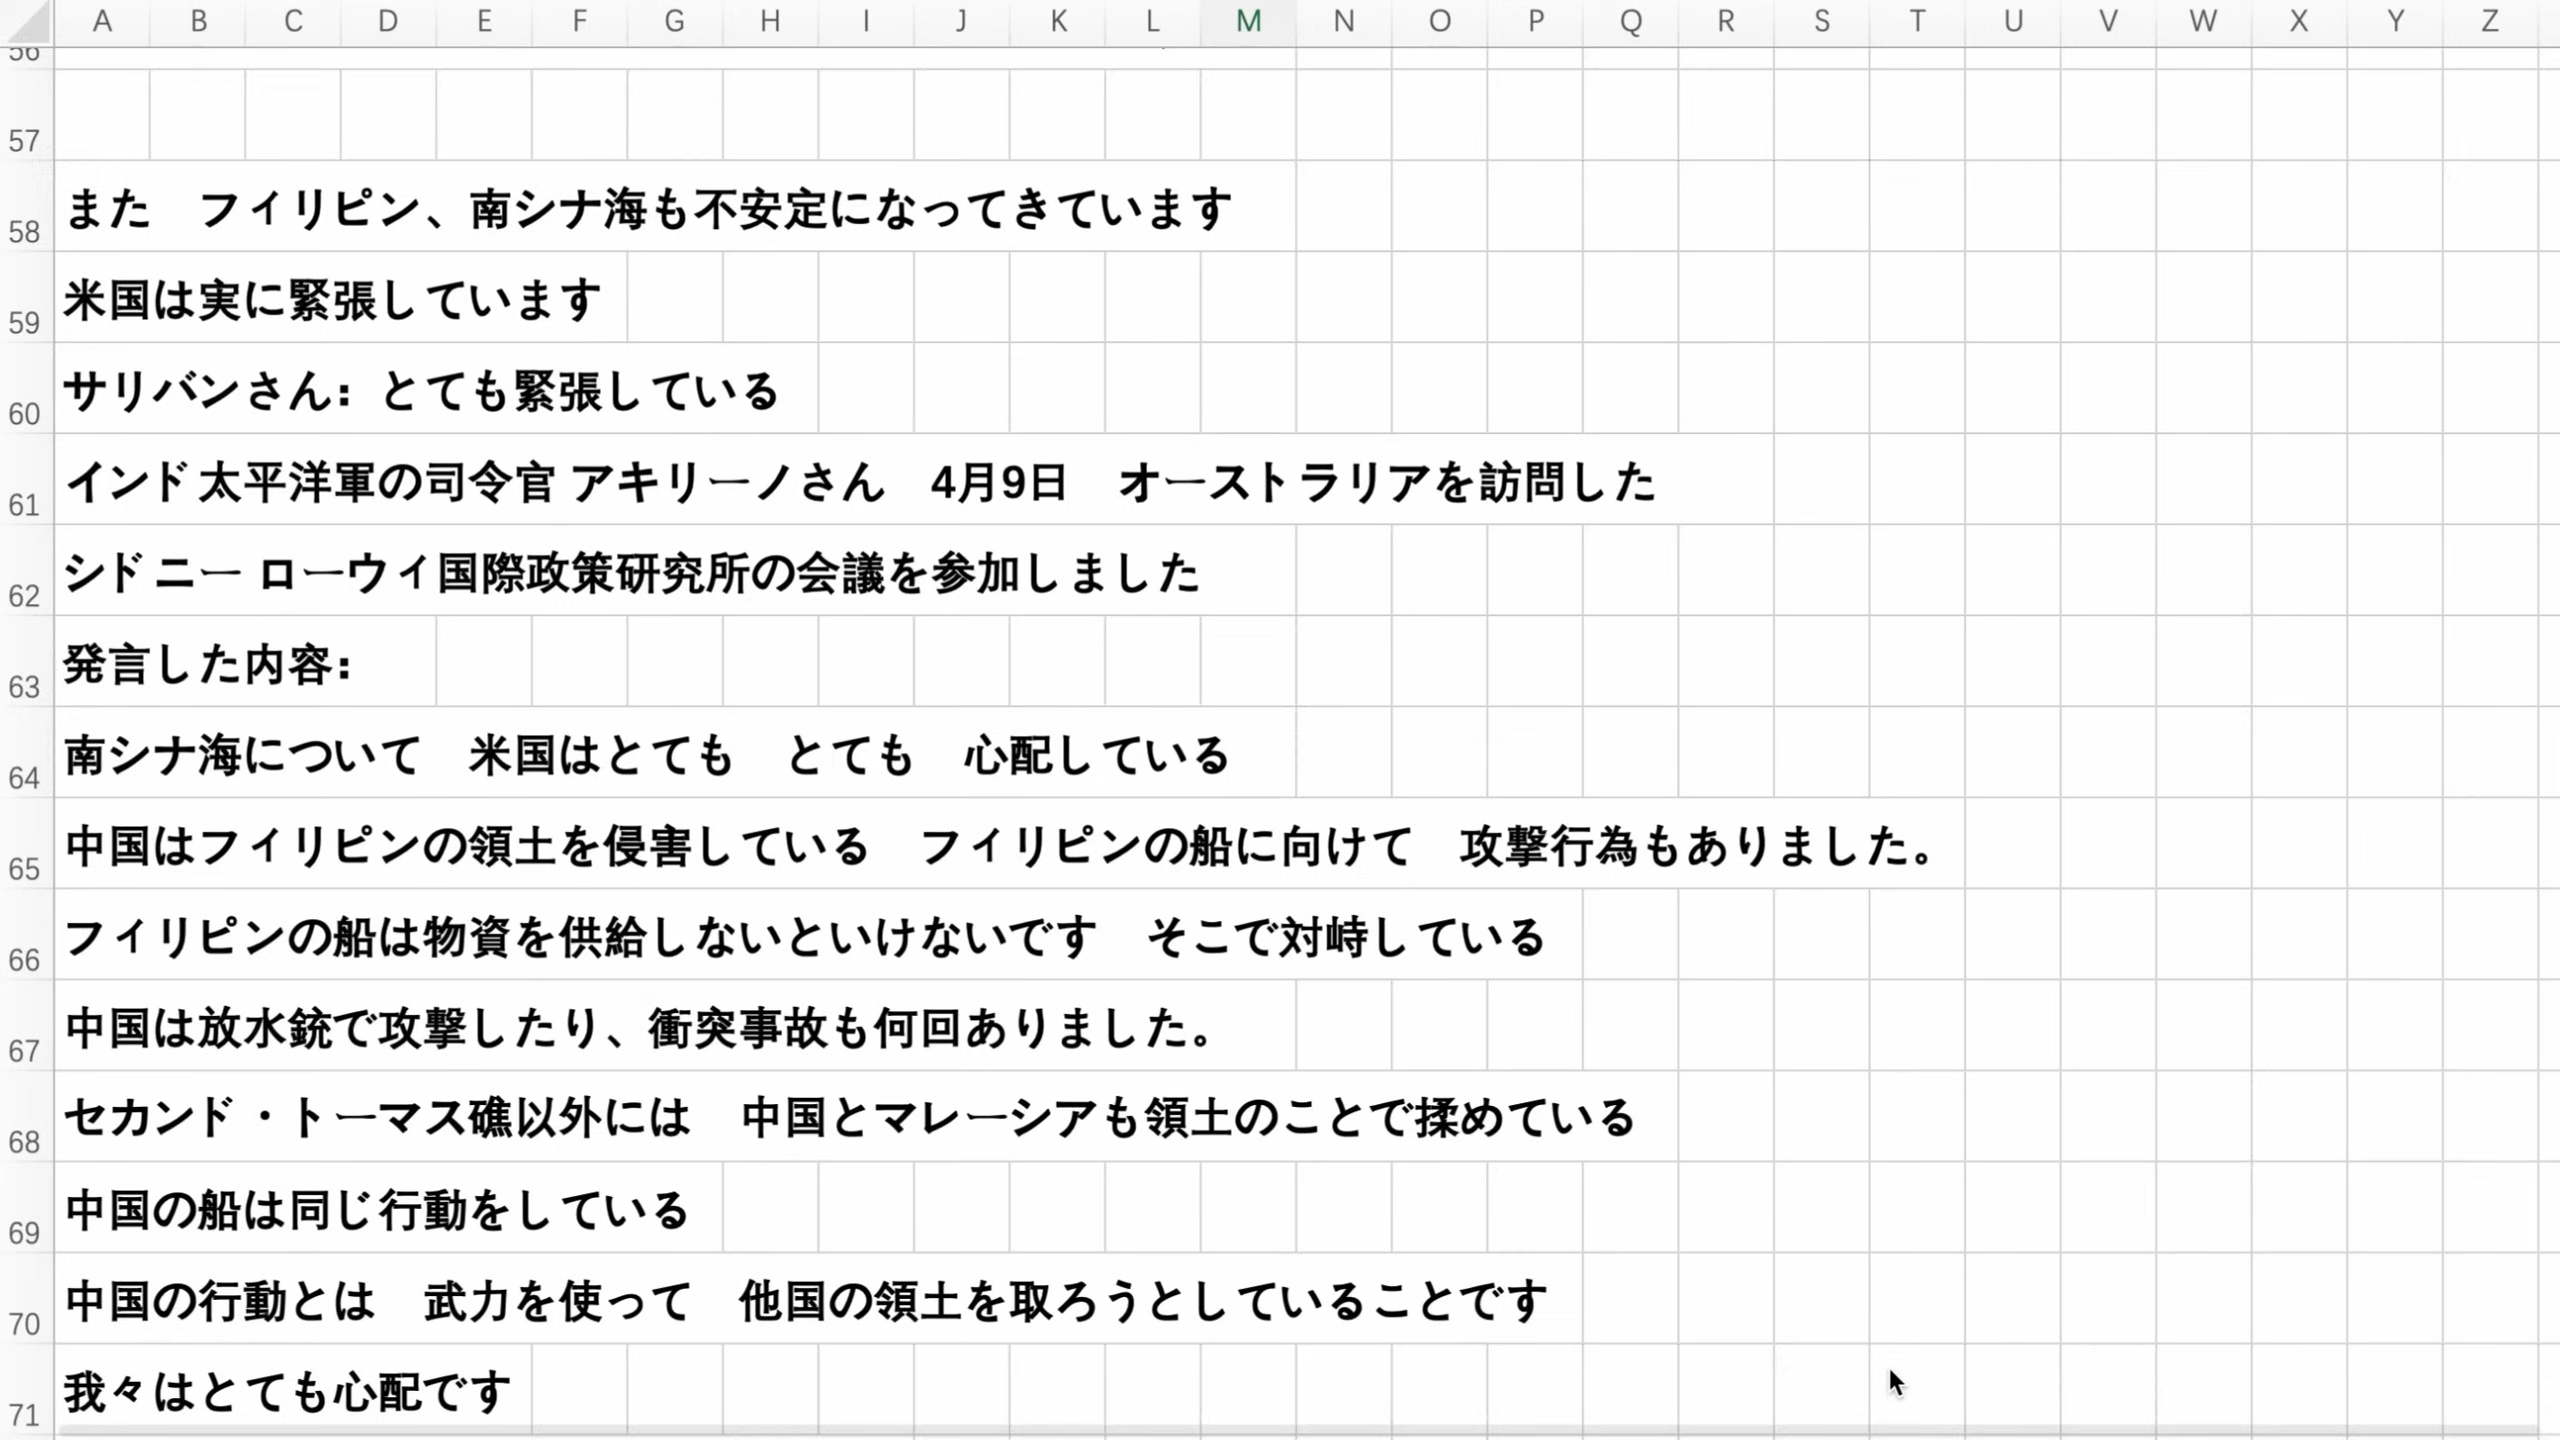 A B C D E F G H I J K L M N O P Q R S T U V W X Y Z
56
57
58 また　フィリピン、南シナ海も不安定になってきています
59 米国は実に緊張しています
60 サリバンさん：とても緊張している
61 インド太平洋軍の司令官 アキリーノさん　4月9日　オーストラリアを訪問した
62 シドニー ローウィ国際政策研究所の会議を参加しました
63 発言した内容：
64 南シナ海について　米国はとても　とても　心配している
65 中国はフィリピンの領土を侵害している　フィリピンの船に向けて　攻撃行為もありました。
66 フィリピンの船は物資を供給しないといけないです　そこで対峙している
67 中国は放水銃で攻撃したり、衝突事故も何回ありました。
68 セカンド・トーマス礁以外には　中国とマレーシアも領土のことで揉めている
69 中国の船は同じ行動をしている
70 中国の行動とは　武力を使って　他国の領土を取ろうとしていることです
71 我々はとても心配です